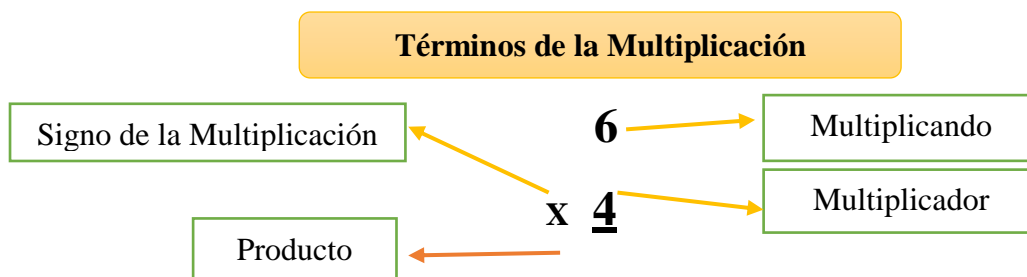 Términos de la Multiplicación
6
Multiplicando
Signo de la Multiplicación
x 4
Multiplicador
Producto